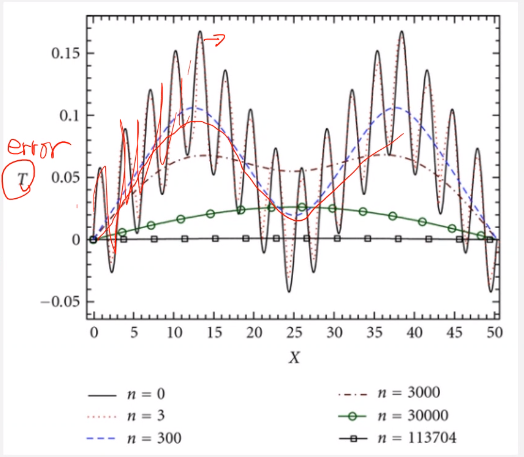 0.15
0.1
error
T
0.05
0
−0.05
0 5 10 15 20 25 30 35 40 45 50
X
n = 0
n = 3
n = 300
n = 3000
n = 30000
n = 113704